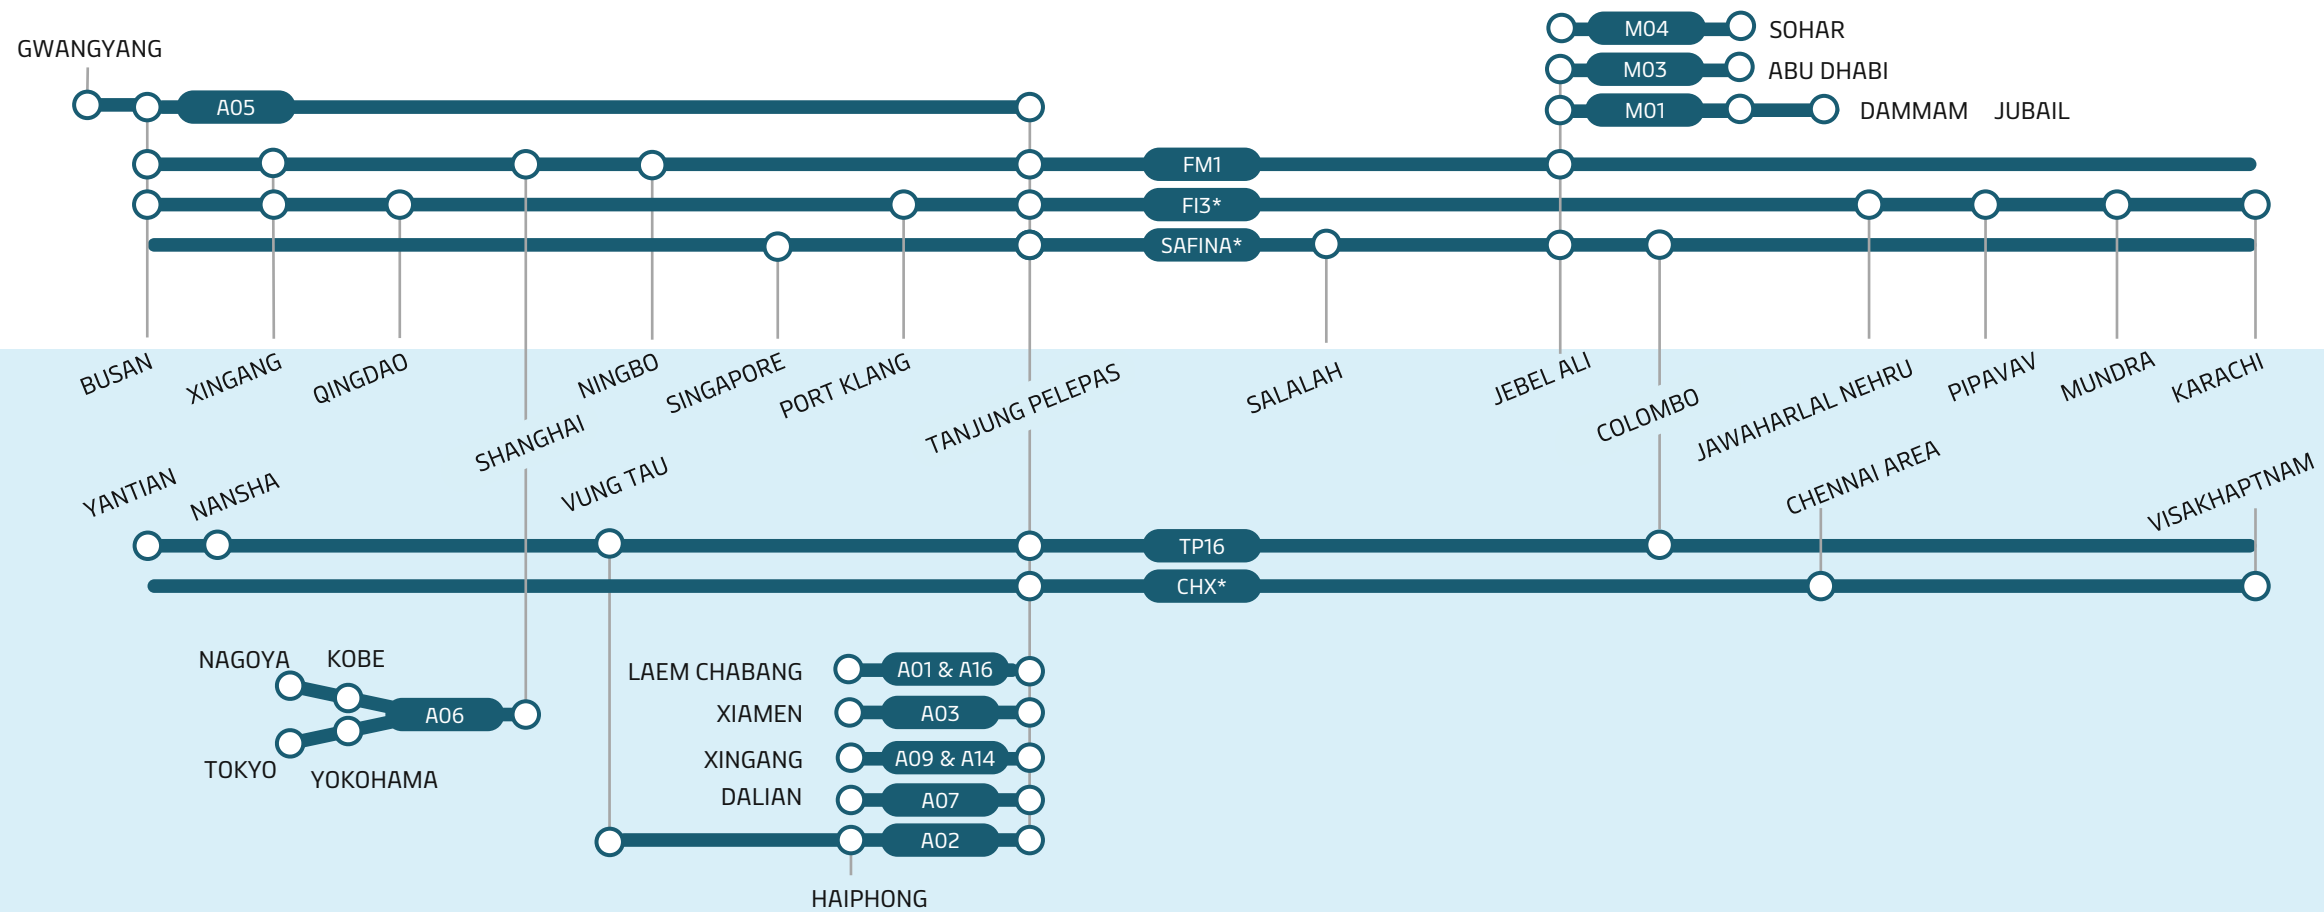 GWANGYANG
M04 SOHAR
M03 ABU DHABI
A05
M01 DAMMAM JUBAIL
FM1
FI3*
SAFINA*
BUSAN XINGANG QINGDAO NINGBO SINGAPORE PORT KLANG TANJUNG PELEPAS SALALAH JEBEL ALI COLOMBO JAWAHARLAL NEHRU PIPAVAV MUNDRA KARACHI
SHANGHAI
YANTIAN NANSHA VUNG TAU CHENNAI AREA VISAKHAPTNAM
TP16
CHX*
NAGOYA KOBE
LAEM CHABANG A01 & A16
A06
XIAMEN A03
TOKYO YOKOHAMA
XINGANG A09 & A14
DALIAN A07
A02
HAIPHONG